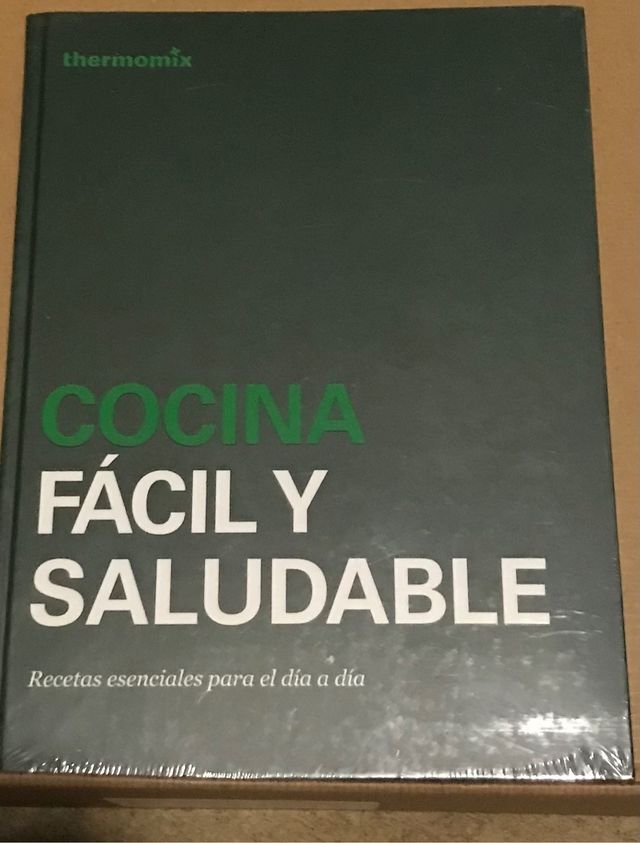 thermomix
COCINA
FÁCIL Y
SALUDABLE
Recetas esenciales para el día a día